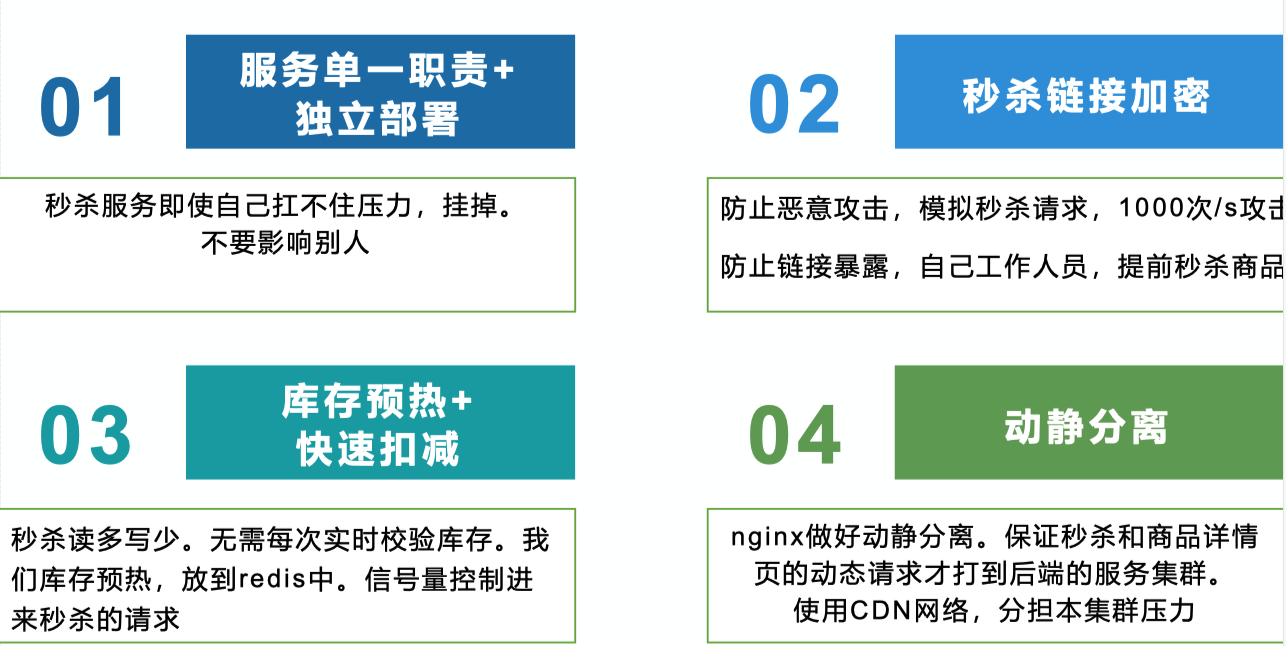 01
服务单一职责+
独立部署
秒杀服务即使自己扛不住压力，挂掉。
不要影响别人
02
秒杀链接加密
防止恶意攻击，模拟秒杀请求，1000次/s攻击
防止链接暴露，自己工作人员，提前秒杀商品
03
库存预热+
快速扣减
秒杀读多写少。无需每次实时校验库存。我
们库存预热，放到redis中。信号量控制进
来秒杀的请求
04
动静分离
nginx做好动静分离。保证秒杀和商品详情
页的动态请求才打到后端的服务集群。
使用CDN网络，分担本集群压力